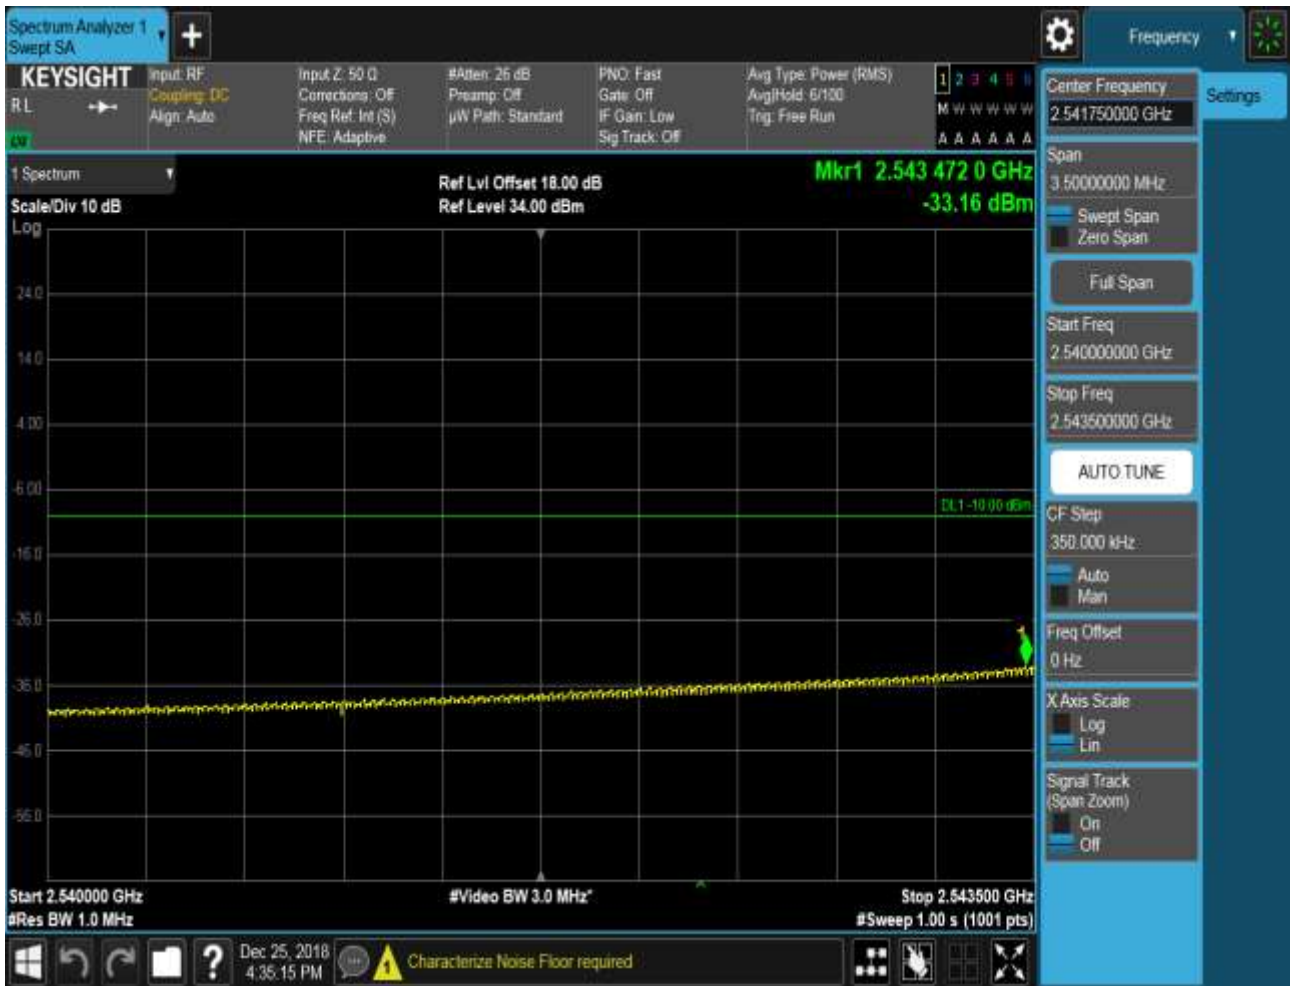 Spectrum Analyzer 1
Swept SA
Frequency
KEYSIGHT
RL
Input: RF
Coupling: DC
Align: Auto
Input Z: 50 Ω
Corrections: Off
Freq Ref: Int (S)
NFE: Adaptive
#Atten: 26 dB
Preamp: Off
µW Path: Standard
PNO: Fast
Gate: Off
IF Gain: Low
Sig Track: Off
Avg Type: Power (RMS)
Avg|Hold: 6/100
Trig: Free Run
1 2 3 4 5 6
M W W W W W
A A A A A A
1 Spectrum
Scale/Div 10 dB
Log
Ref Lvl Offset 18.00 dB
Ref Level 34.00 dBm
Mkr1 2.543 472 0 GHz
-33.16 dBm
24.0
14.0
4.00
-6.00
-16.0
-26.0
-36.0
-46.0
-56.0
DL1 -10.00 dBm
1
Start 2.540000 GHz
#Res BW 1.0 MHz
#Video BW 3.0 MHz*
Stop 2.543500 GHz
#Sweep 1.00 s (1001 pts)
Center Frequency
2.541750000 GHz
Settings
Span
3.50000000 MHz
Swept Span
Zero Span
Full Span
Start Freq
2.540000000 GHz
Stop Freq
2.543500000 GHz
AUTO TUNE
CF Step
350.000 kHz
Auto
Man
Freq Offset
0 Hz
X Axis Scale
Log
Lin
Signal Track
(Span Zoom)
On
Off
?
Dec 25, 2018
4:35:15 PM
1
Characterize Noise Floor required